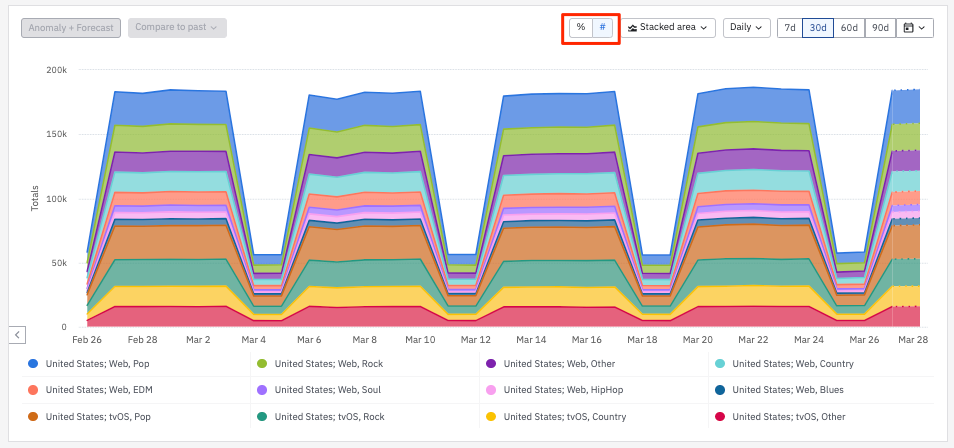 Anomaly + Forecast Compare to past % # Stacked area Daily 7d 30d 60d 90d
200k
150k
100k
50k
0
Totals
Feb 26 Feb 28 Mar 2 Mar 4 Mar 6 Mar 8 Mar 10 Mar 12 Mar 14 Mar 16 Mar 18 Mar 20 Mar 22 Mar 24 Mar 26 Mar 28
United States; Web, Pop United States; Web, Rock United States; Web, Other United States; Web, Country
United States; Web, EDM United States; Web, Soul United States; Web, HipHop United States; Web, Blues
United States; tvOS, Pop United States; tvOS, Rock United States; tvOS, Country United States; tvOS, Other